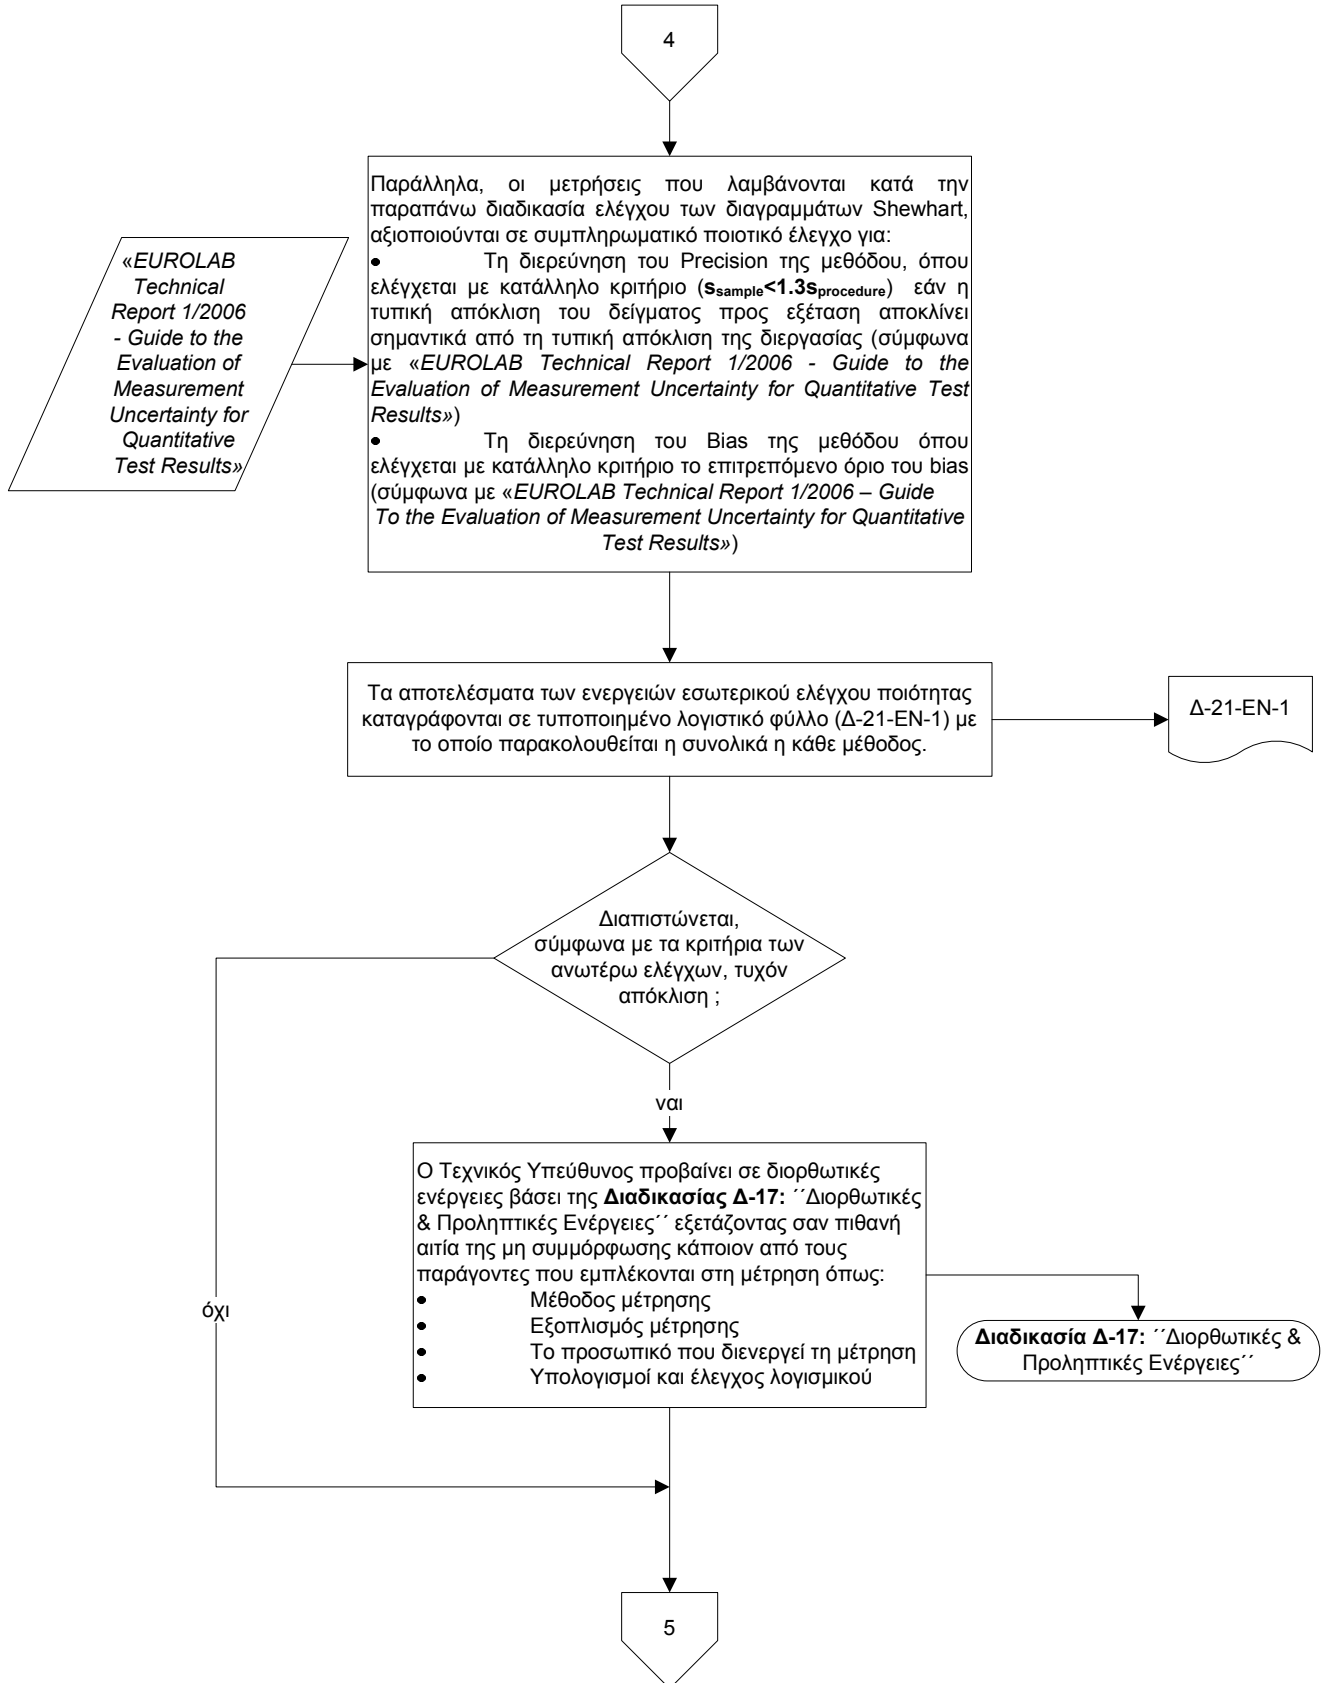 4
Παράλληλα, οι μετρήσεις που λαμβάνονται κατά την
παραπάνω διαδικασία ελέγχου των διαγραμμάτων Shewhart,
αξιοποιούνται σε συμπληρωματικό ποιοτικό έλεγχο για:
• Τη διερεύνηση του Precision της μεθόδου, όπου
ελέγχεται με κατάλληλο κριτήριο (ssample<1.3sprocedure) εάν η
τυπική απόκλιση του δείγματος προς εξέταση αποκλίνει
σημαντικά από τη τυπική απόκλιση της διεργασίας (σύμφωνα
με «EUROLAB Technical Report 1/2006 - Guide to the
Evaluation of Measurement Uncertainty for Quantitative Test
Results»)
• Τη διερεύνηση του Bias της μεθόδου όπου
ελέγχεται με κατάλληλο κριτήριο το επιτρεπόμενο όριο του bias
(σύμφωνα με «EUROLAB Technical Report 1/2006 – Guide
To the Evaluation of Measurement Uncertainty for Quantitative
Test Results»)
«EUROLAB
Technical
Report 1/2006
- Guide to the
Evaluation of
Measurement
Uncertainty for
Quantitative
Test Results»
Τα αποτελέσματα των ενεργειών εσωτερικού ελέγχου ποιότητας
καταγράφονται σε τυποποιημένο λογιστικό φύλλο (Δ-21-ΕΝ-1) με
το οποίο παρακολουθείται η συνολικά η κάθε μέθοδος.
Δ-21-ΕΝ-1
Διαπιστώνεται,
σύμφωνα με τα κριτήρια των
ανωτέρω ελέγχων, τυχόν
απόκλιση ;
ναι
Ο Τεχνικός Υπεύθυνος προβαίνει σε διορθωτικές
ενέργειες βάσει της Διαδικασίας Δ-17: ΄΄Διορθωτικές
& Προληπτικές Ενέργειες΄΄ εξετάζοντας σαν πιθανή
αιτία της μη συμμόρφωσης κάποιον από τους
παράγοντες που εμπλέκονται στη μέτρηση όπως:
• Μέθοδος μέτρησης
• Εξοπλισμός μέτρησης
• Το προσωπικό που διενεργεί τη μέτρηση
• Υπολογισμοί και έλεγχος λογισμικού
όχι
Διαδικασία Δ-17: ΄΄Διορθωτικές &
Προληπτικές Ενέργειες΄΄
5